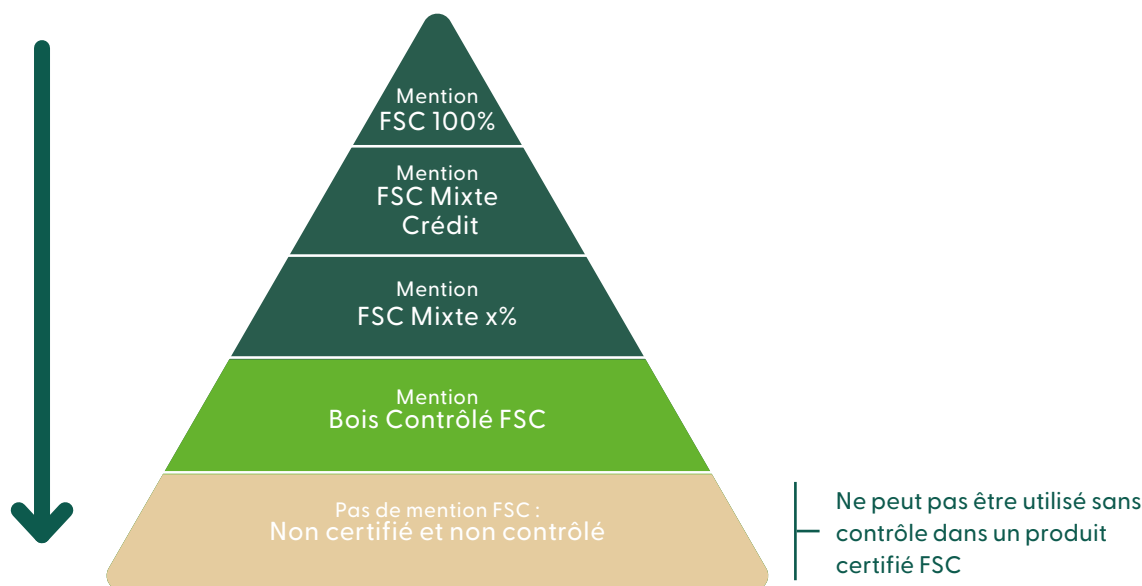 Mention
FSC 100%
Mention
FSC Mixte
Crédit
Mention
FSC Mixte x%
Mention
Bois Contrôlé FSC
Pas de mention FSC :
Non certifié et non contrôlé
Ne peut pas être utilisé sans
contrôle dans un produit
certifié FSC